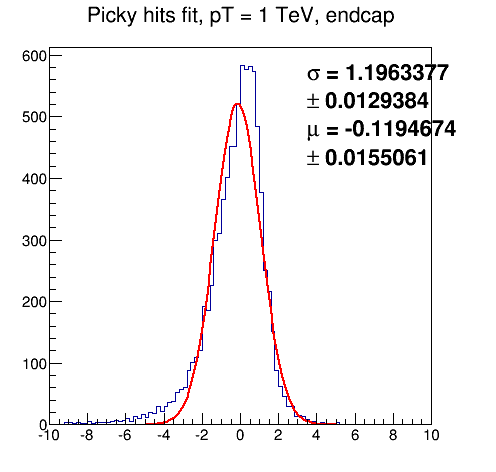 Picky hits fit, pT = 1 TeV, endcap
σ = 1.1963377
± 0.0129384
μ = -0.1194674
± 0.0155061
600
500
400
300
200
100
0
-10 -8 -6 -4 -2 0 2 4 6 8 10